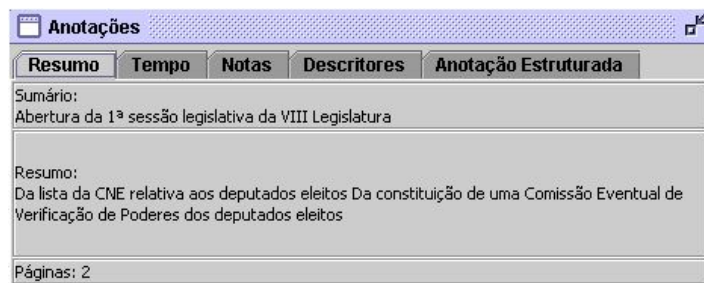 Anotações
Resumo Tempo Notas Descritores Anotação Estruturada
Sumário:
Abertura da 1ª sessão legislativa da VIII Legislatura
Resumo:
Da lista da CNE relativa aos deputados eleitos Da constituição de uma Comissão Eventual de
Verificação de Poderes dos deputados eleitos
Páginas: 2